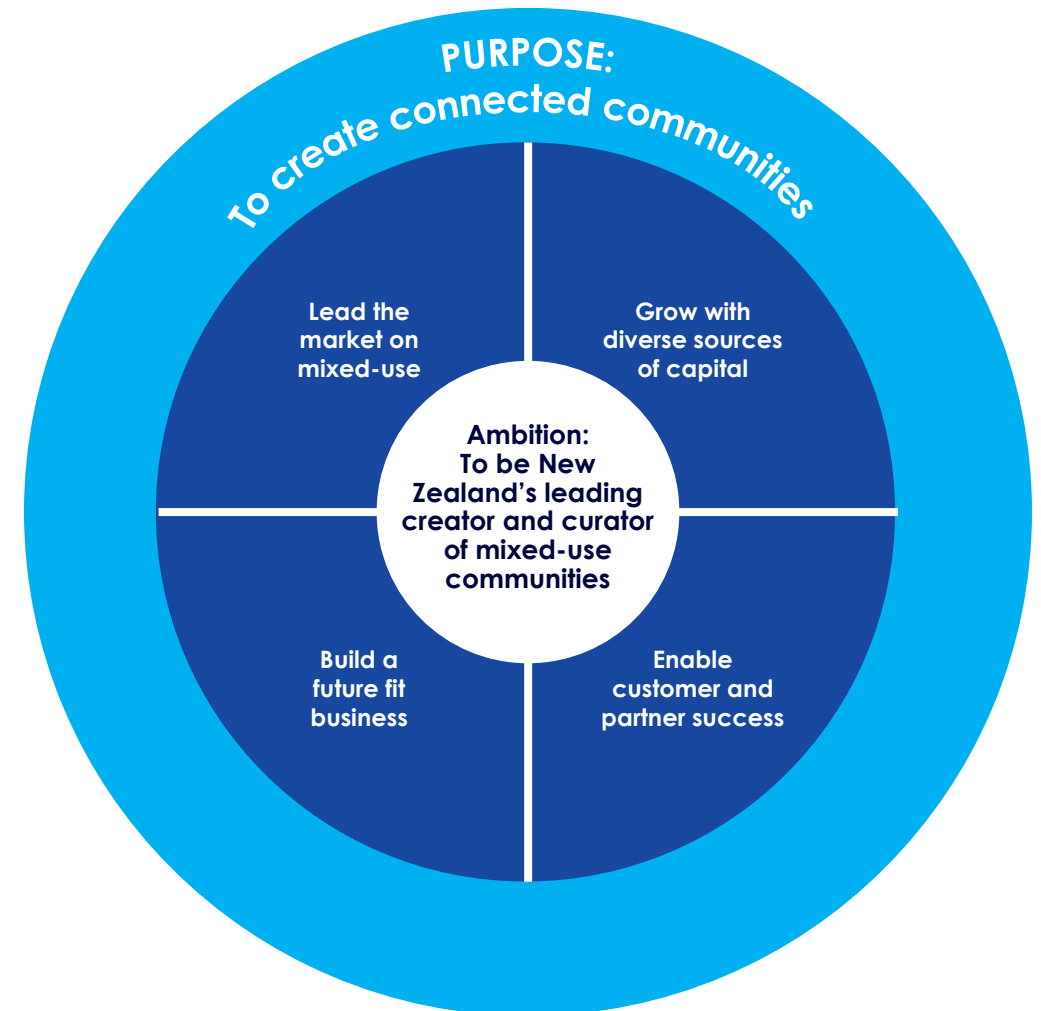 PURPOSE:
To create connected communities
Lead the
market on
mixed-use
Grow with
diverse sources
of capital
Ambition:
To be New
Zealand’s leading
creator and curator
of mixed-use
communities
Build a
future fit
business
Enable
customer and
partner success